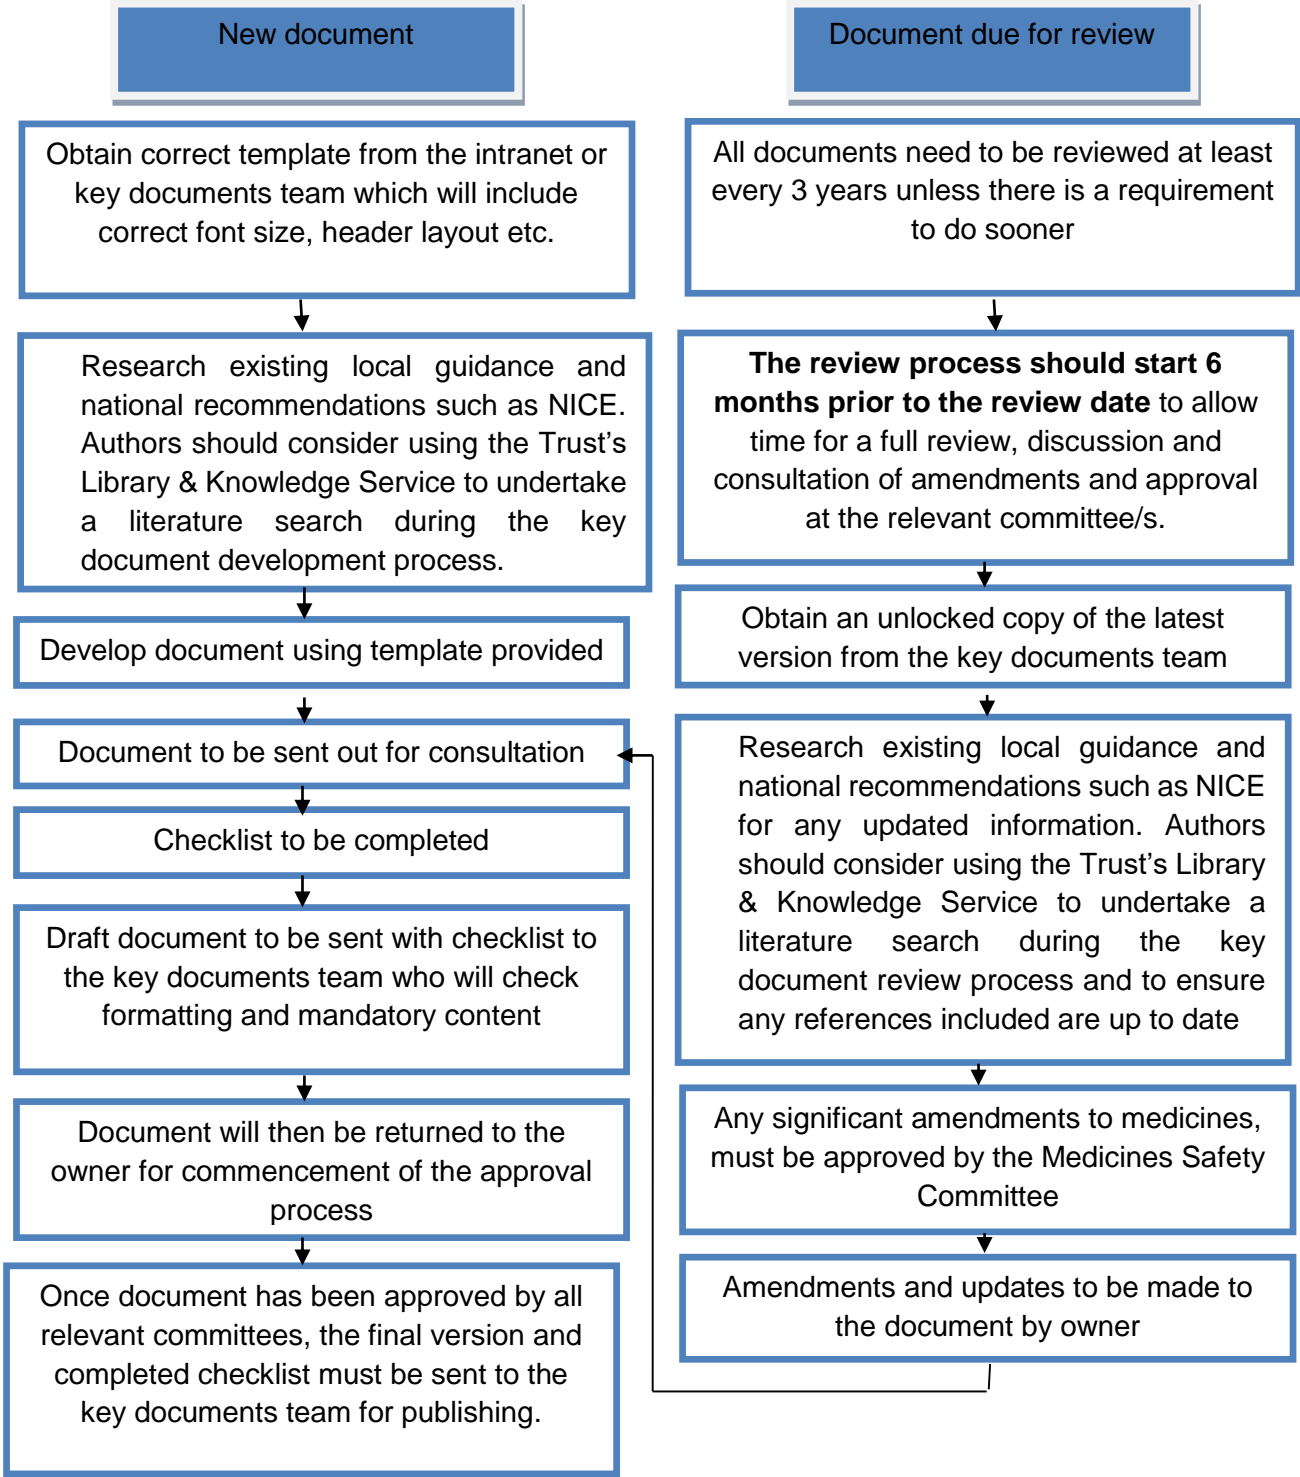 New document
Obtain correct template from the intranet or
key documents team which will include
correct font size, header layout etc.
Research existing local guidance and
national recommendations such as NICE.
Authors should consider using the Trust’s
Library & Knowledge Service to undertake
a literature search during the key
document development process.
Develop document using template provided
Document to be sent out for consultation
Checklist to be completed
Draft document to be sent with checklist to
the key documents team who will check
formatting and mandatory content
Document will then be returned to the
owner for commencement of the approval
process
Once document has been approved by all
relevant committees, the final version and
completed checklist must be sent to the
key documents team for publishing.
Document due for review
All documents need to be reviewed at least
every 3 years unless there is a requirement
to do sooner
The review process should start 6
months prior to the review date to allow
time for a full review, discussion and
consultation of amendments and approval
at the relevant committee/s.
Obtain an unlocked copy of the latest
version from the key documents team
Research existing local guidance and
national recommendations such as NICE
for any updated information. Authors
should consider using the Trust’s Library
& Knowledge Service to undertake a
literature search during the key
document review process and to ensure
any references included are up to date
Any significant amendments to medicines,
must be approved by the Medicines Safety
Committee
Amendments and updates to be made to
the document by owner